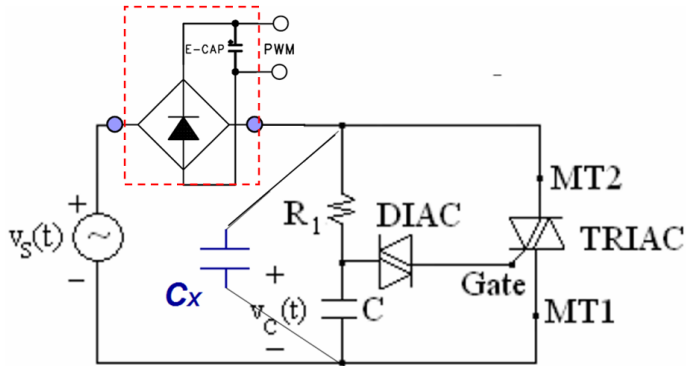 E-CAP
PWM
+
MT2
R1
DIAC
+
vS(t)
~
TRIAC
−
+
Gate
Cx
vC(t)
C
MT1
−